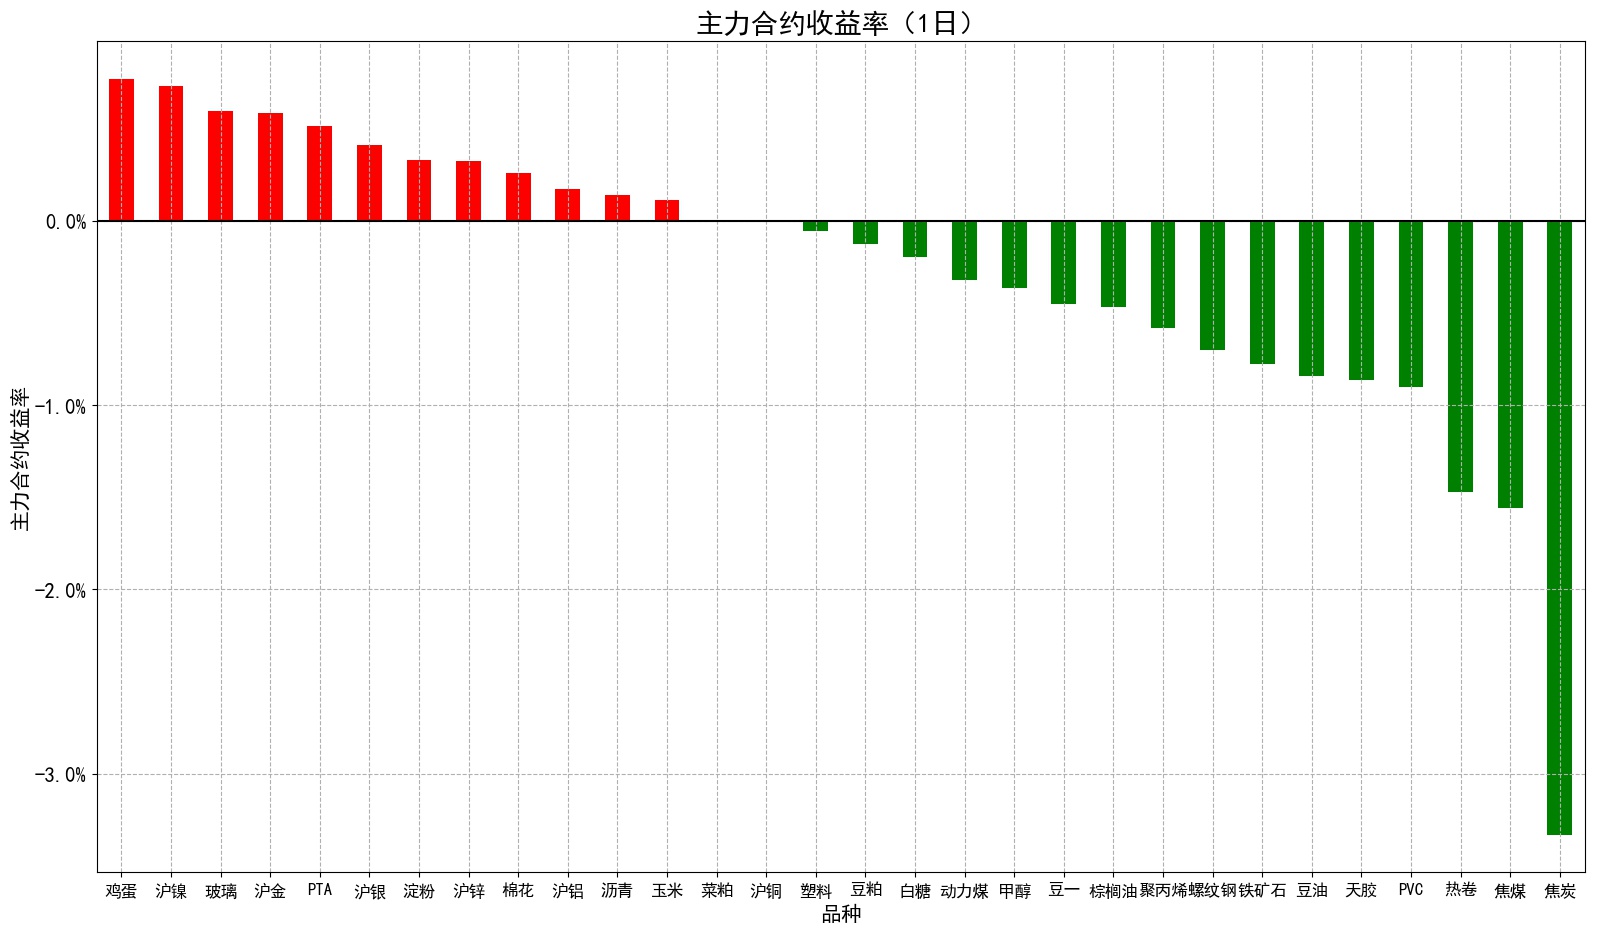 主力合约收益率（1日）
主力合约收益率
0.0%
-1.0%
-2.0%
-3.0%
鸡蛋 沪镍 玻璃 沪金 PTA 沪银 淀粉 沪锌 棉花 沪铝 沥青 玉米 菜粕 沪铜 塑料 豆粕 白糖 动力煤 甲醇 豆一 棕榈油 聚丙烯 螺纹钢 铁矿石 豆油 天胶 PVC 热卷 焦煤 焦炭
品种